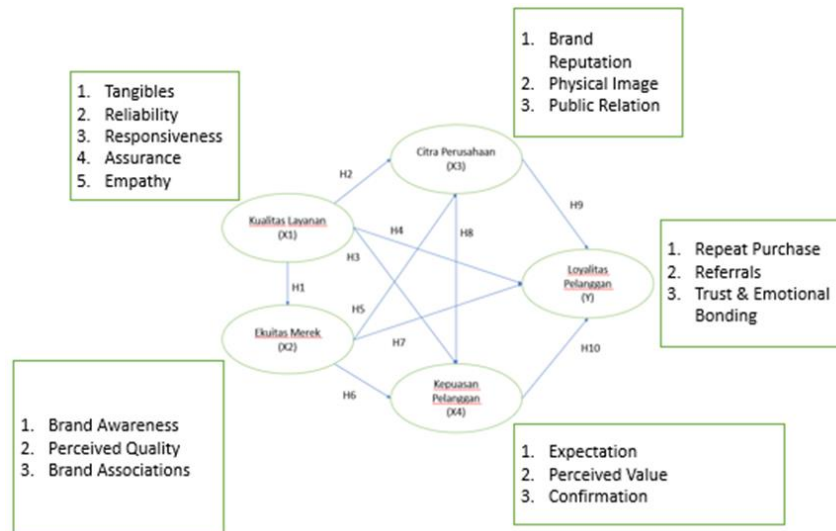 1. Brand
Reputation
2. Physical Image
3. Public Relation
1. Tangibles
2. Reliability
3. Responsiveness
4. Assurance
5. Empathy
Citra Perusahaan
(X3)
H2
H9
Kualitas Layanan
(X1)
H4
H8
H3
1. Repeat Purchase
2. Referrals
3. Trust & Emotional
Bonding
Loyalitas
Pelanggan
(Y)
H1
H5
Ekuitas Merek
(X2)
H7
H10
H6
Kepuasan
Pelanggan
(X4)
1. Brand Awareness
2. Perceived Quality
3. Brand Associations
1. Expectation
2. Perceived Value
3. Confirmation